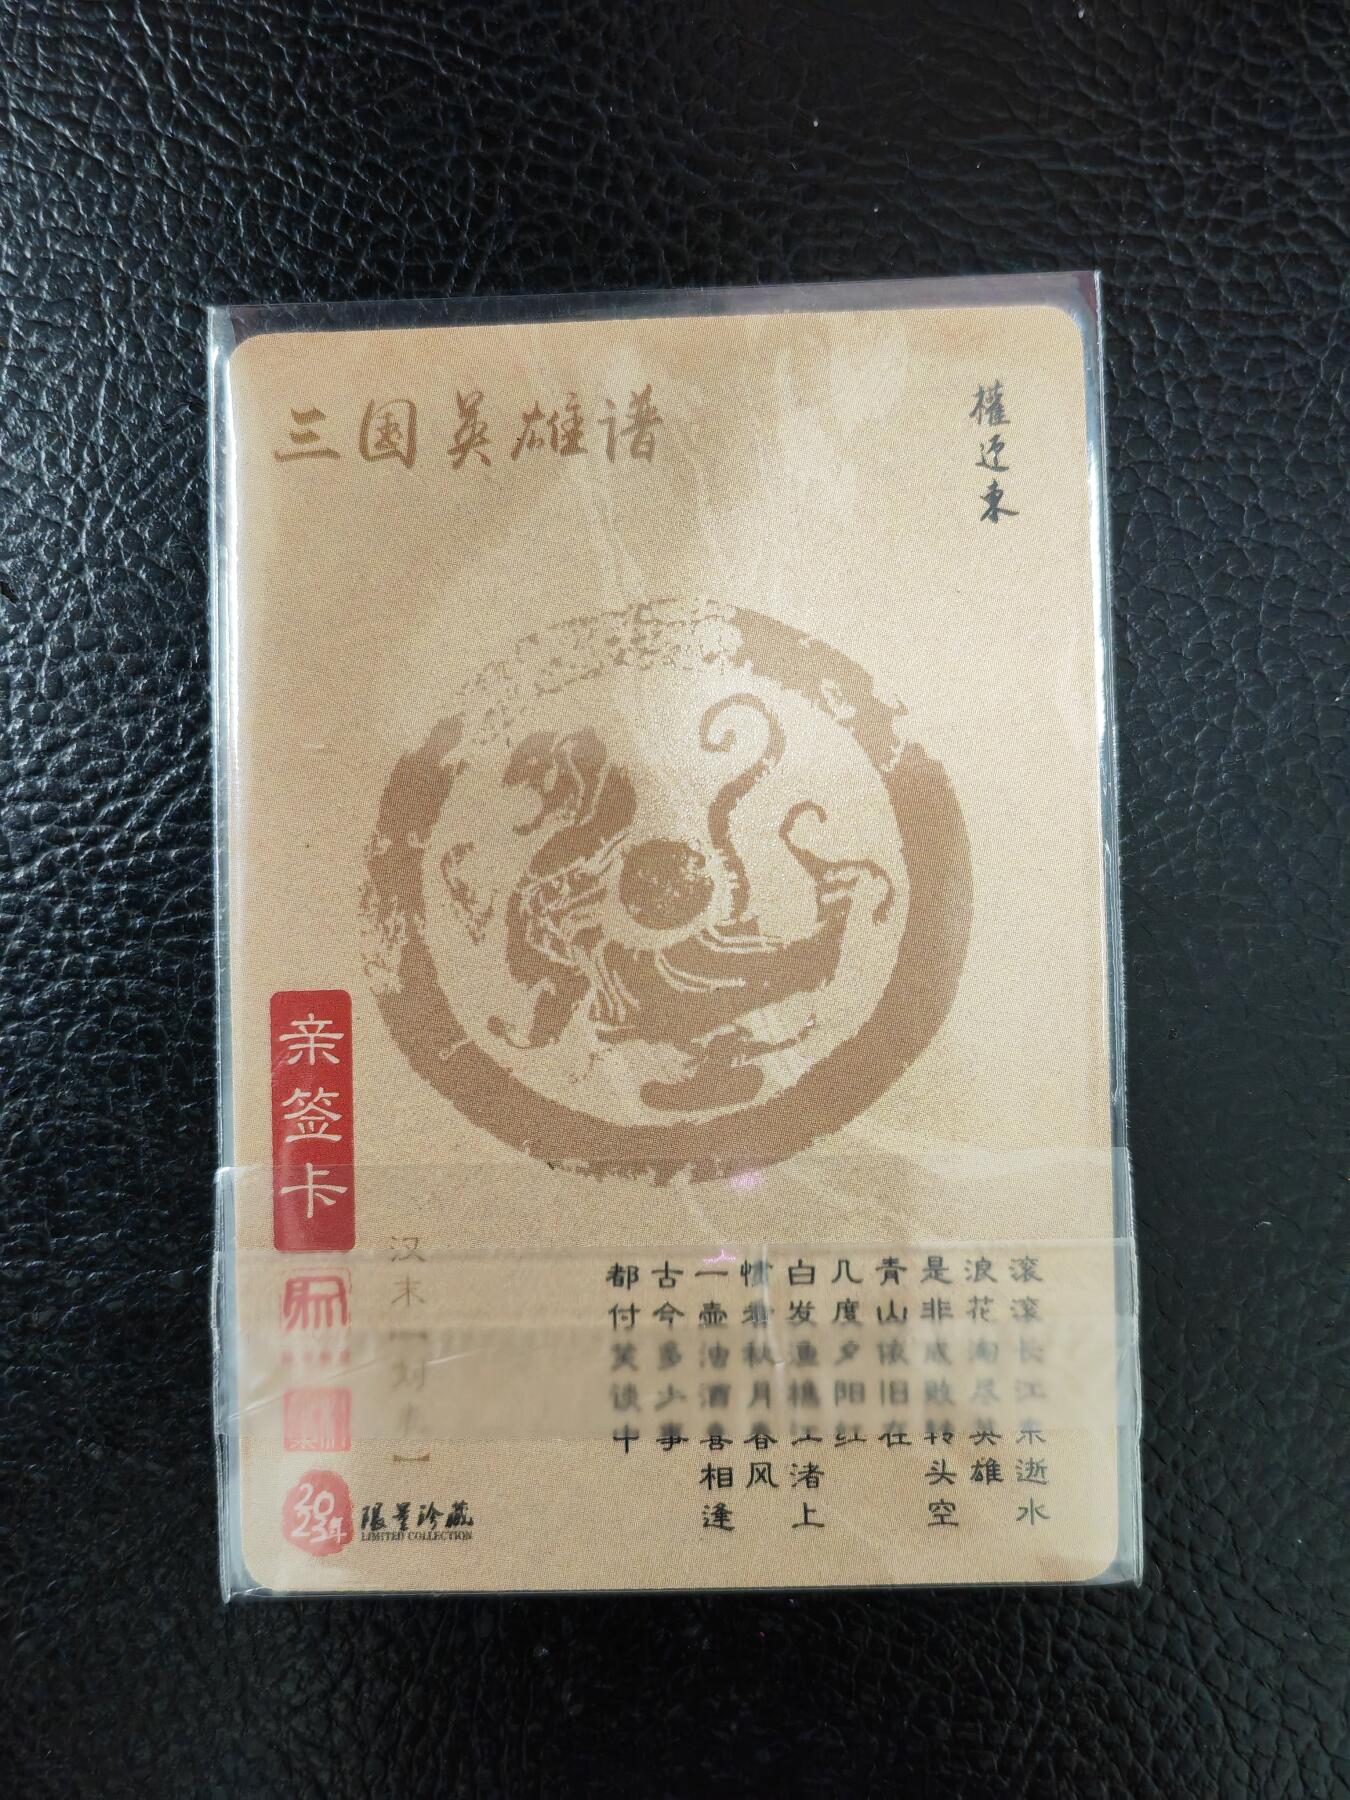 三国英雄谱
權迎東
亲签卡
汉末【刘表】
滚滚长江东逝水
浪花淘尽英雄
是非成败转头空
青山依旧在
几度夕阳红
白发渔樵江渚上
惯看秋月春风
一壶浊酒喜相逢
古今多少事
都付笑谈中
2023年
限量珍藏
LIMITED COLLECTION